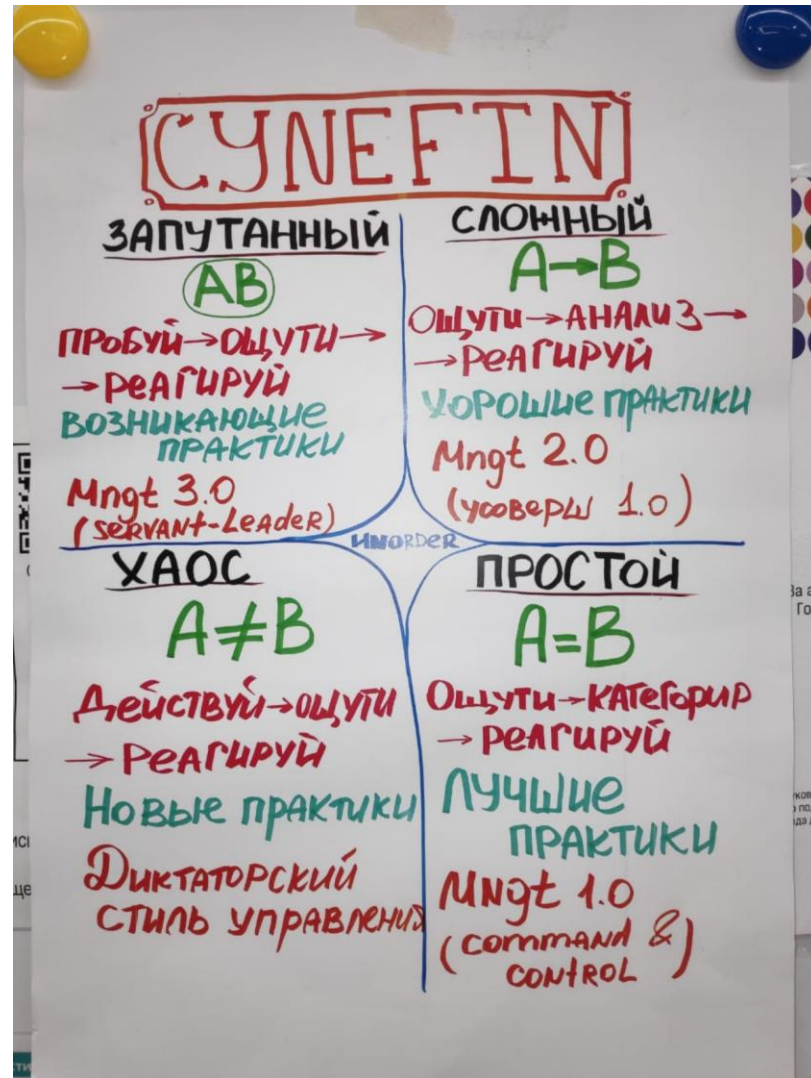 CYNEFIN
ЗАПУТАННЫЙ
AB
ПРОБУЙ→ОЩУТИ→
→РЕАГИРУЙ
ВОЗНИКАЮЩИЕ
ПРАКТИКИ
Mngt 3.0
(SERVANT-LEADER)
СЛОЖНЫЙ
A→B
ОЩУТИ→АНАЛИЗ→
→РЕАГИРУЙ
ХОРОШИЕ ПРАКТИКИ
Mngt 2.0
(усоверш 1.0)
UNORDER
ХАОС
A≠B
Действуй→ощути
→РЕАГИРУЙ
Новые практики
Диктаторский
стиль управления
ПРОСТОЙ
A=B
Ощути→КАТЕГОРИР
→РЕАГИРУЙ
Лучшие
практики
Mngt 1.0
(command &
control)